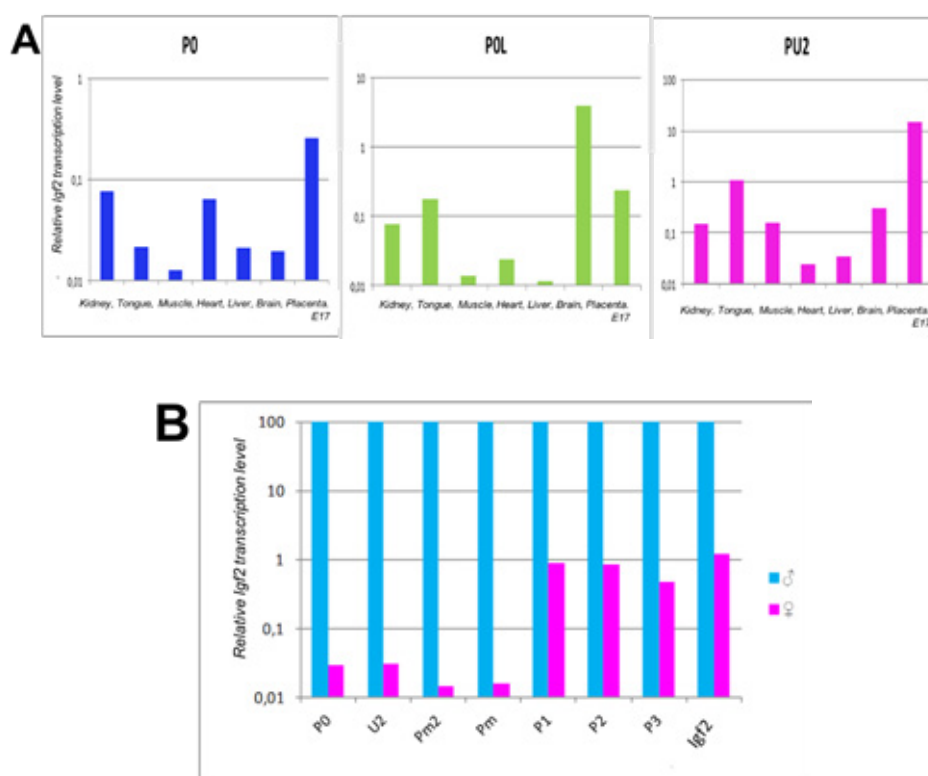 A
P0
Relative Igf2 transcription level
1
0,1
0,01
Kidney, Tongue, Muscle, Heart, Liver, Brain, Placenta.
E17
P0L
10
1
0,1
0,01
Kidney, Tongue, Muscle, Heart, Liver, Brain, Placenta.
E17
PU2
100
10
1
0,1
0,01
Kidney, Tongue, Muscle, Heart, Liver, Brain, Placenta.
E17
B
Relative Igf2 transcription level
100
10
1
0,1
0,01
P0
U2
Pm2
Pm
P1
P2
P3
Igf2
♂
♀